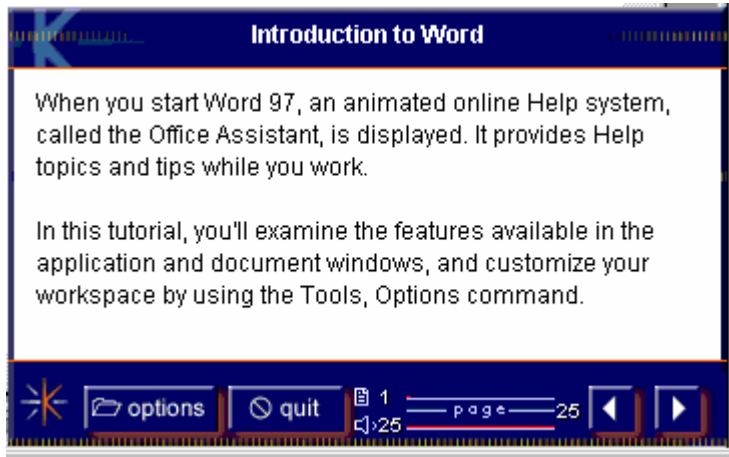 Introduction to Word
When you start Word 97, an animated online Help system,
called the Office Assistant, is displayed. It provides Help
topics and tips while you work.
In this tutorial, you'll examine the features available in the
application and document windows, and customize your
workspace by using the Tools, Options command.
options quit 1 page 25
25